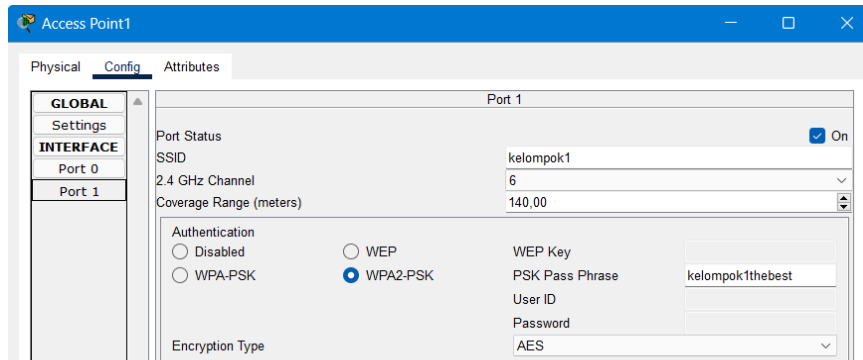 Access Point1
Physical Config Attributes
GLOBAL
Settings
INTERFACE
Port 0
Port 1
Port 1
Port Status On
SSID kelompok1
2.4 GHz Channel 6
Coverage Range (meters) 140,00
Authentication
Disabled WEP WEP Key
WPA-PSK WPA2-PSK PSK Pass Phrase kelompok1thebest
User ID
Password
Encryption Type AES